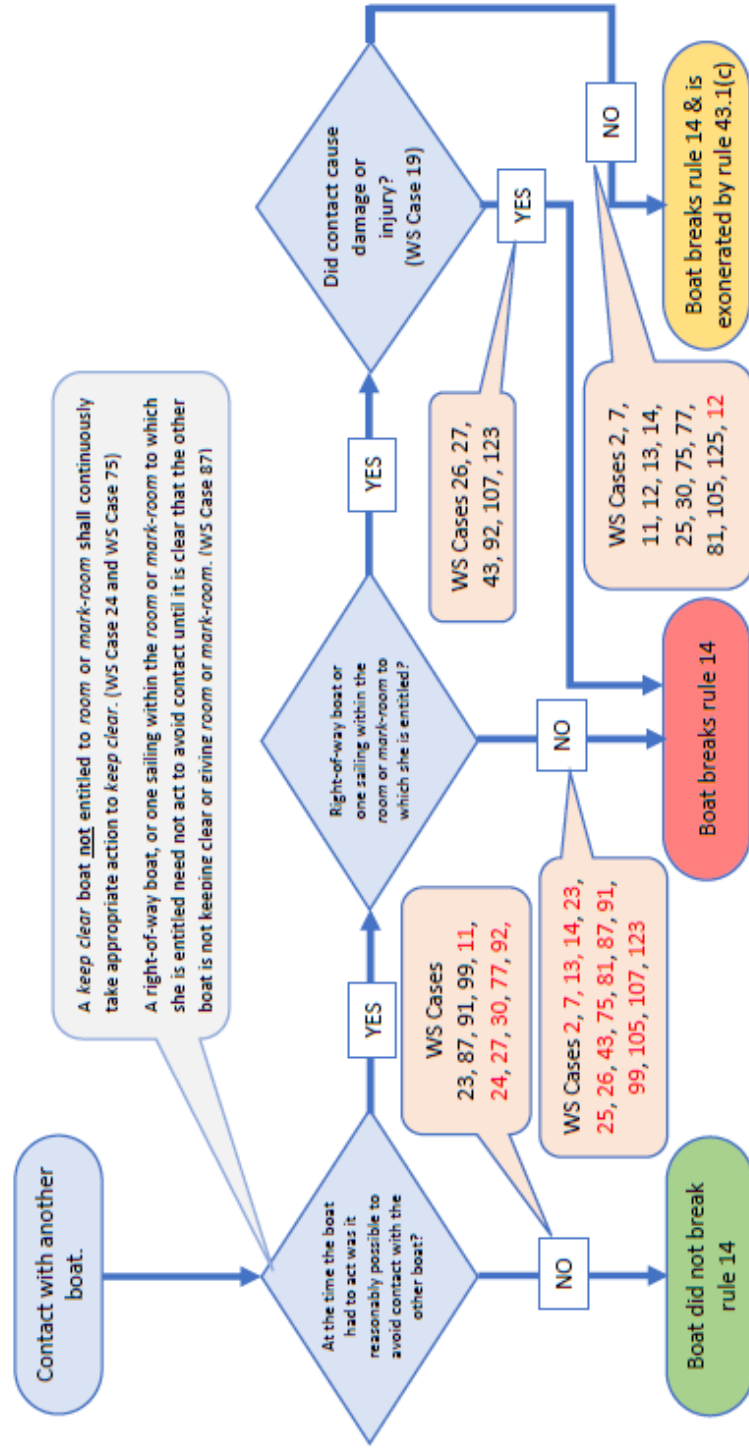 Contact with another
boat.
A keep clear boat not entitled to room or mark-room shall continuously
take appropriate action to keep clear. (WS Case 24 and WS Case 75)
A right-of-way boat, or one sailing within the room or mark-room to which
she is entitled need not act to avoid contact until it is clear that the other
boat is not keeping clear or giving room or mark-room. (WS Case 87)
At the time the boat
had to act was it
reasonably possible to
avoid contact with the
other boat?
YES
Right-of-way boat or
one sailing within the
room or mark-room to
which she is entitled?
YES
Did contact cause
damage or
injury?
(WS Case 19)
NO
WS Cases
23, 87, 91, 99, 11,
24, 27, 30, 77, 92,
NO
WS Cases 2, 7, 13, 14, 23,
25, 26, 43, 75, 81, 87, 91,
99, 105, 107, 123
YES
WS Cases 26, 27,
43, 92, 107, 123
NO
WS Cases 2, 7,
11, 12, 13, 14,
25, 30, 75, 77,
81, 105, 125, 12
Boat did not break
rule 14
Boat breaks rule 14
Boat breaks rule 14 & is
exonerated by rule 43.1(c)